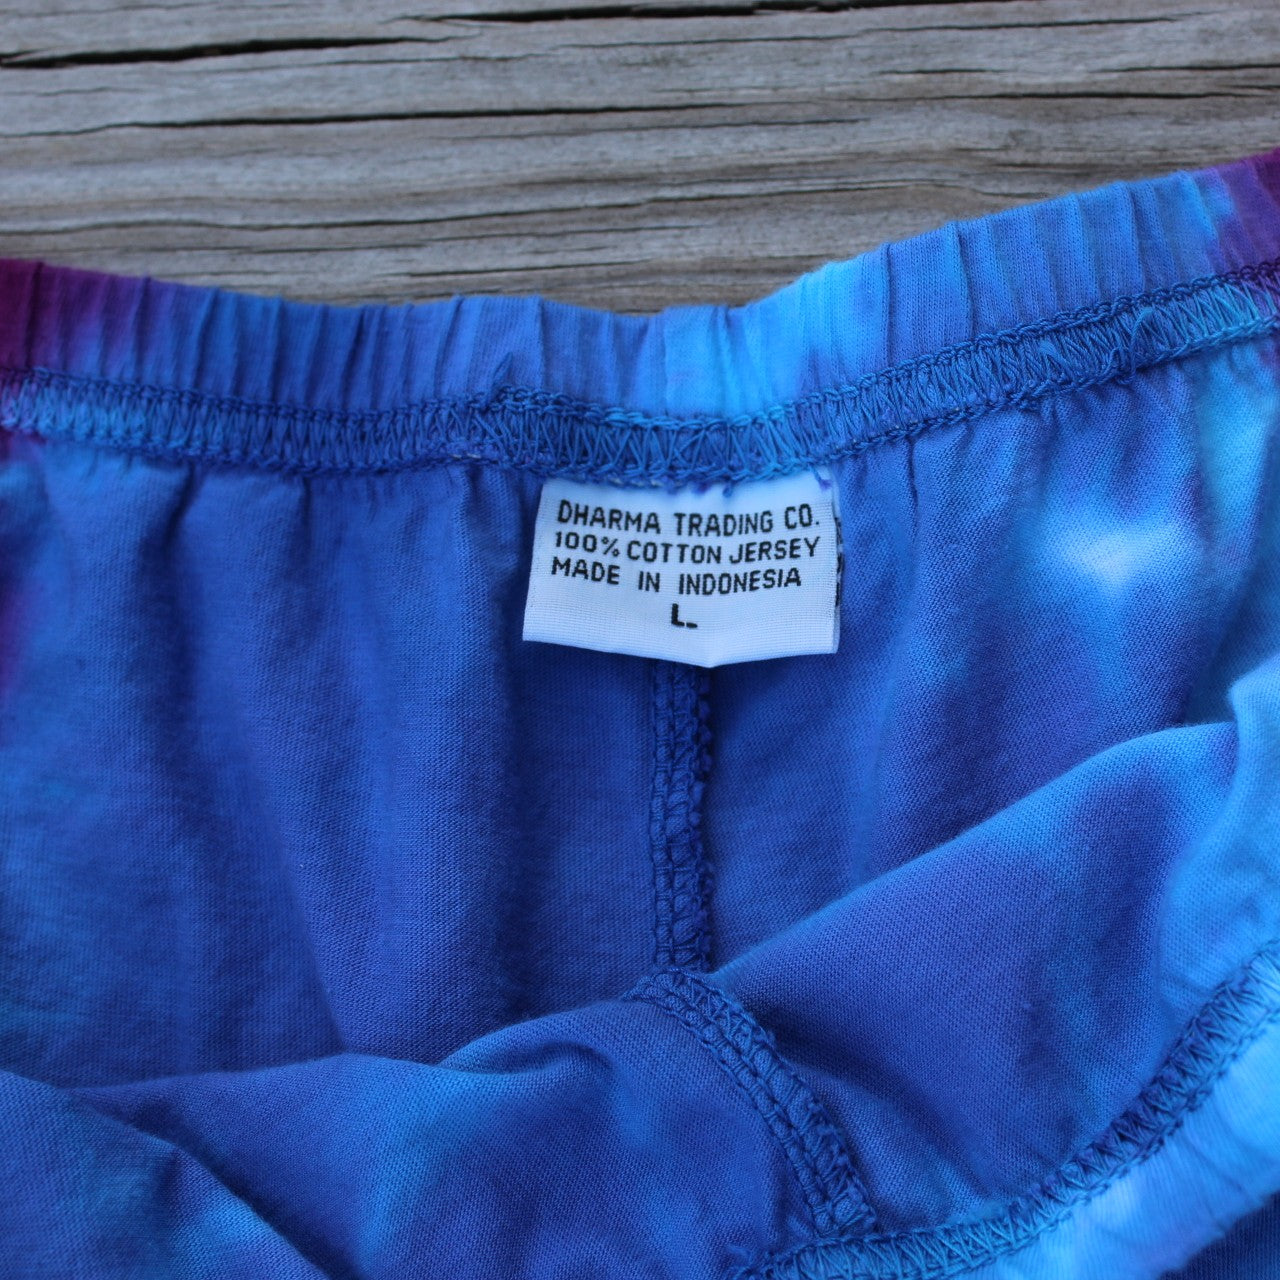 DHARMA TRADING CO.
100% COTTON JERSEY
MADE IN INDONESIA
L